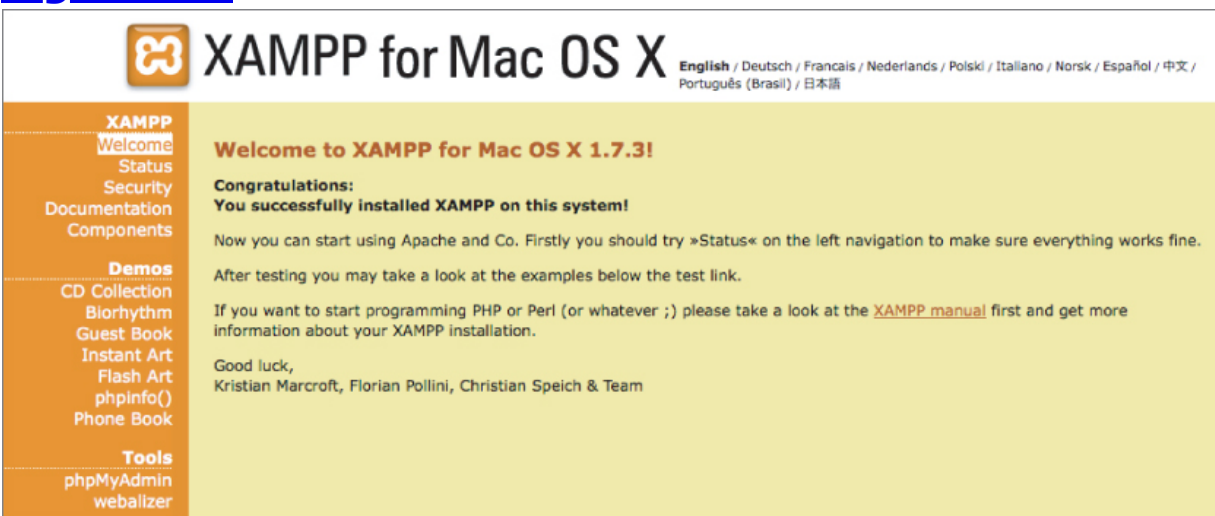 XAMPP for Mac OS X
English / Deutsch / Francais / Nederlands / Polski / Italiano / Norsk / Español / 中文 /
Português (Brasil) / 日本語
XAMPP
Welcome
Status
Security
Documentation
Components
Demos
CD Collection
Biorhythm
Guest Book
Instant Art
Flash Art
phpinfo()
Phone Book
Tools
phpMyAdmin
webalizer
Welcome to XAMPP for Mac OS X 1.7.3!
Congratulations:
You successfully installed XAMPP on this system!
Now you can start using Apache and Co. Firstly you should try »Status« on the left navigation to make sure everything works fine.
After testing you may take a look at the examples below the test link.
If you want to start programming PHP or Perl (or whatever ;) please take a look at the XAMPP manual first and get more
information about your XAMPP installation.
Good luck,
Kristian Marcroft, Florian Pollini, Christian Speich & Team